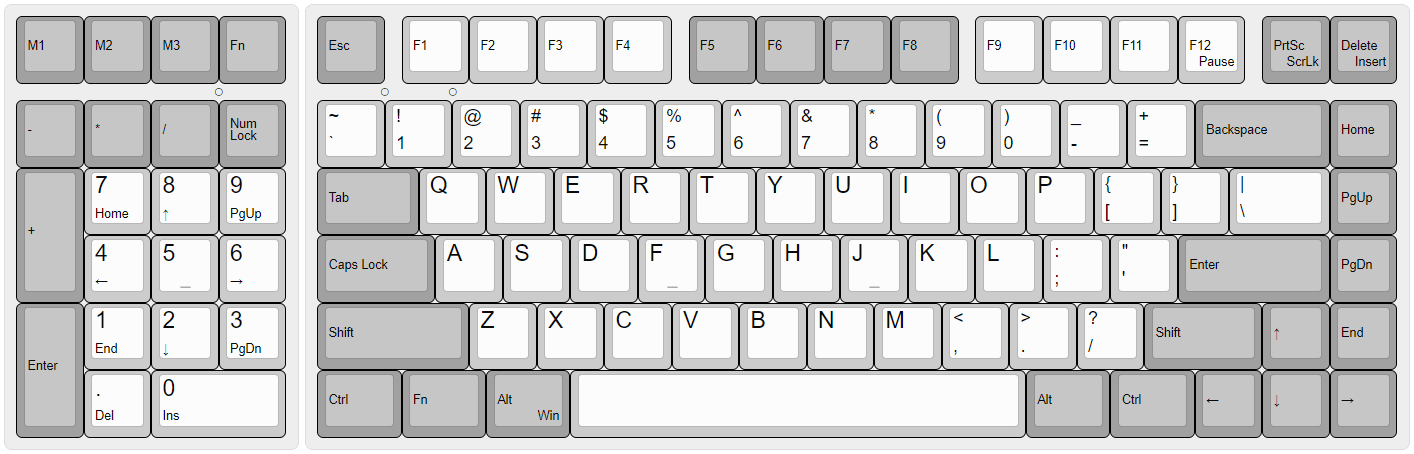 M1 M2 M3 Fn
- * / Num
Lock
+ 7 8 9
Home ↑ PgUp
4 5 6
← _ →
Enter 1 2 3
End ↓ PgDn
. 0
Del Ins
Esc F1 F2 F3 F4 F5 F6 F7 F8 F9 F10 F11 F12 PrtSc Delete
Pause ScrLk Insert
~ ! @ # $ % ^ & * ( ) _ + Backspace Home
` 1 2 3 4 5 6 7 8 9 0 - =
Tab Q W E R T Y U I O P { } | PgUp
[ ] \
Caps Lock A S D F G H J K L : " Enter PgDn
_ _ ; '
Shift Z X C V B N M < > ? Shift ↑ End
, . /
Ctrl Fn Alt Alt Ctrl ← ↓ →
Win